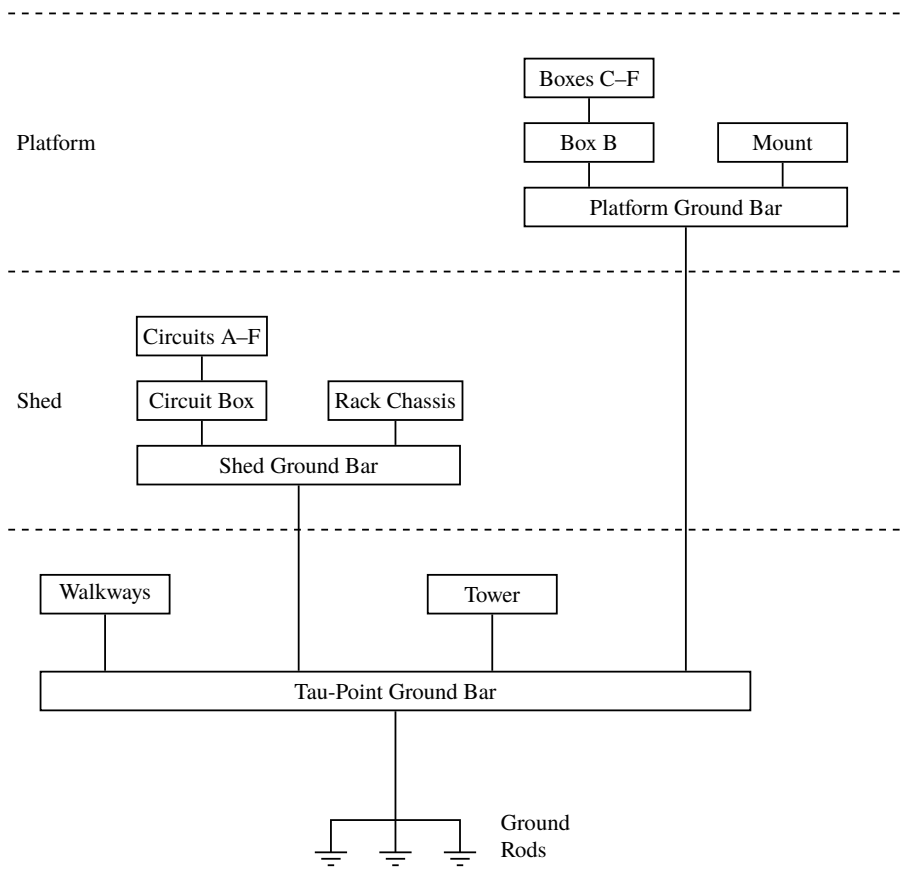 Boxes C–F
Platform
Box B
Mount
Platform Ground Bar
Circuits A–F
Shed
Circuit Box
Rack Chassis
Shed Ground Bar
Walkways
Tower
Tau-Point Ground Bar
Ground
Rods